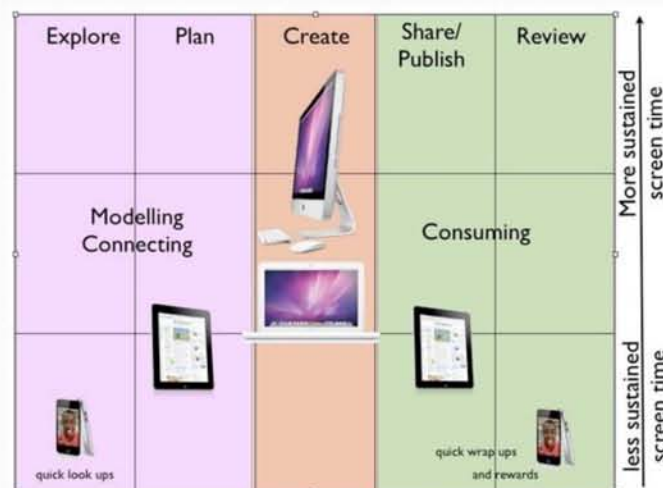 Explore
Plan
Create
Share/
Publish
Review
Modelling
Connecting
Consuming
quick look ups
quick wrap ups
and rewards
More sustained
screen time
less sustained
screen time